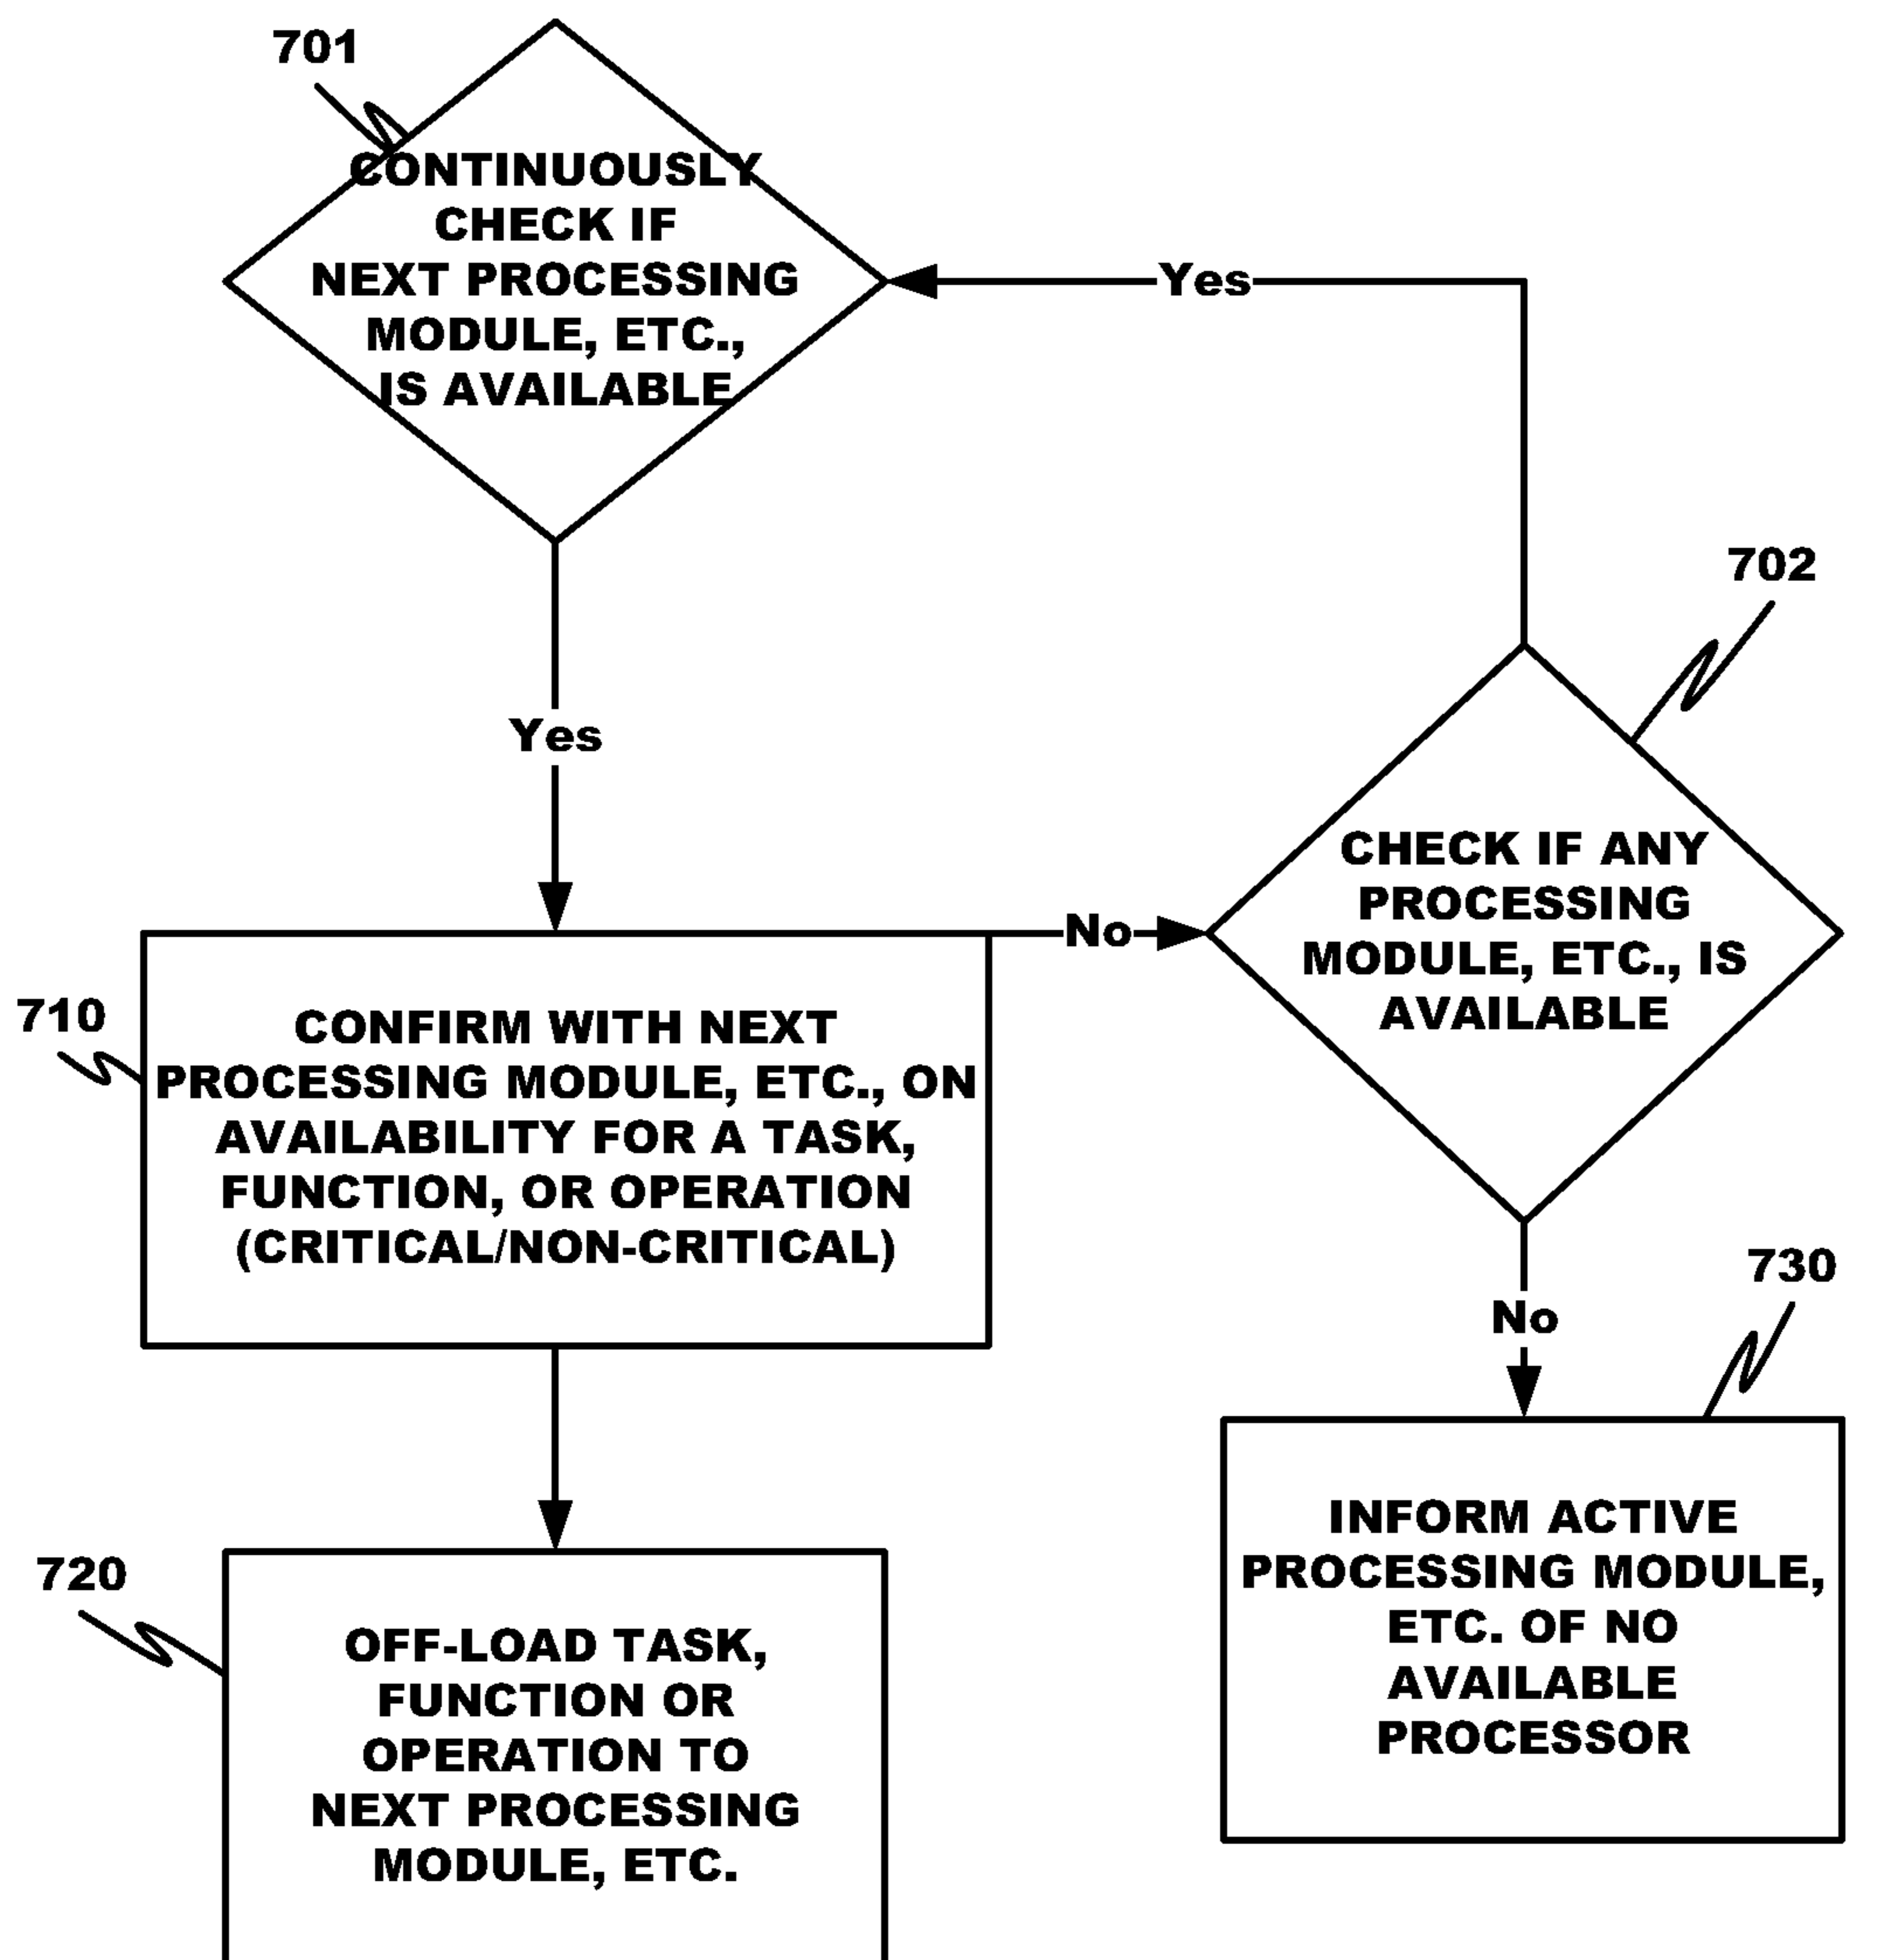 701
CONTINUOUSLY
CHECK IF
NEXT PROCESSING
MODULE, ETC.,
IS AVAILABLE
Yes
702
Yes
CHECK IF ANY
PROCESSING
MODULE, ETC., IS
AVAILABLE
No
710
CONFIRM WITH NEXT
PROCESSING MODULE, ETC., ON
AVAILABILITY FOR A TASK,
FUNCTION, OR OPERATION
(CRITICAL/NON-CRITICAL)
730
No
INFORM ACTIVE
PROCESSING MODULE,
ETC. OF NO
AVAILABLE
PROCESSOR
720
OFF-LOAD TASK,
FUNCTION OR
OPERATION TO
NEXT PROCESSING
MODULE, ETC.